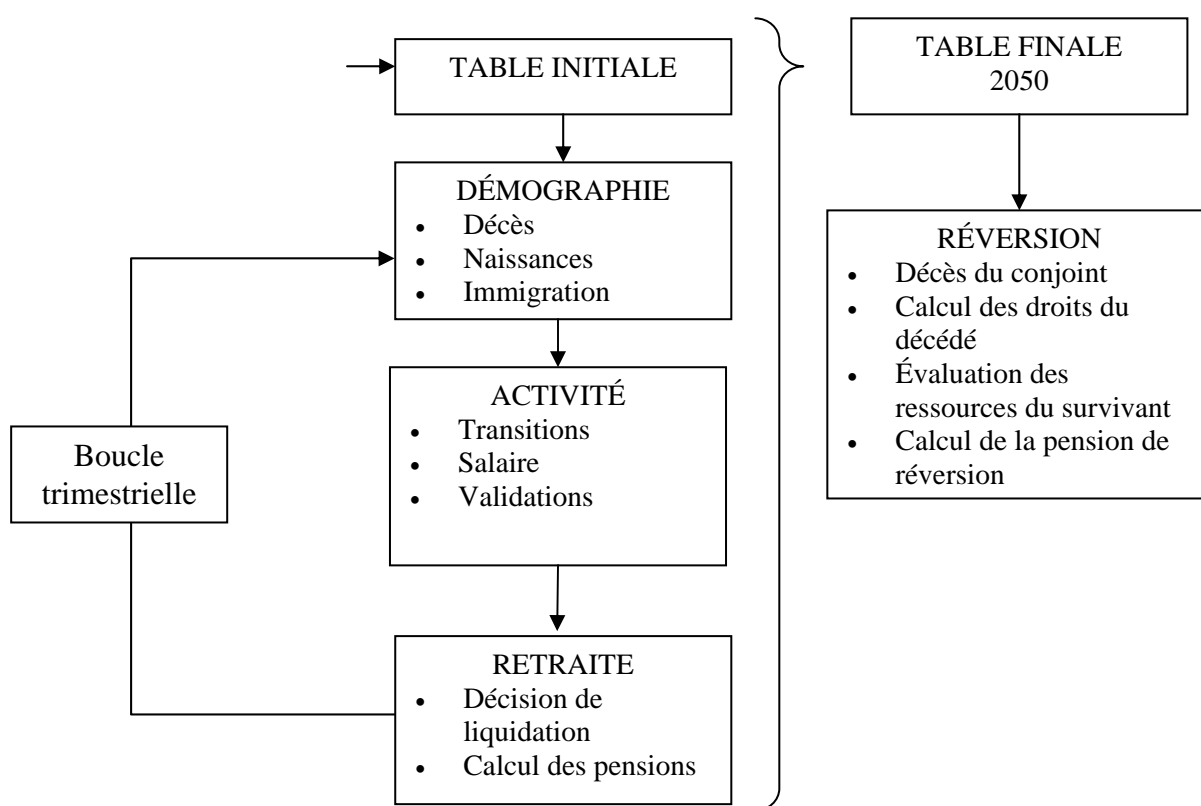 TABLE INITIALE
DÉMOGRAPHIE
• Décès
• Naissances
• Immigration
ACTIVITÉ
• Transitions
• Salaire
• Validations
Boucle
trimestrielle
RETRAITE
• Décision de
liquidation
• Calcul des pensions
TABLE FINALE
2050
RÉVERSION
• Décès du conjoint
• Calcul des droits du
décédé
• Évaluation des
ressources du survivant
• Calcul de la pension de
réversion